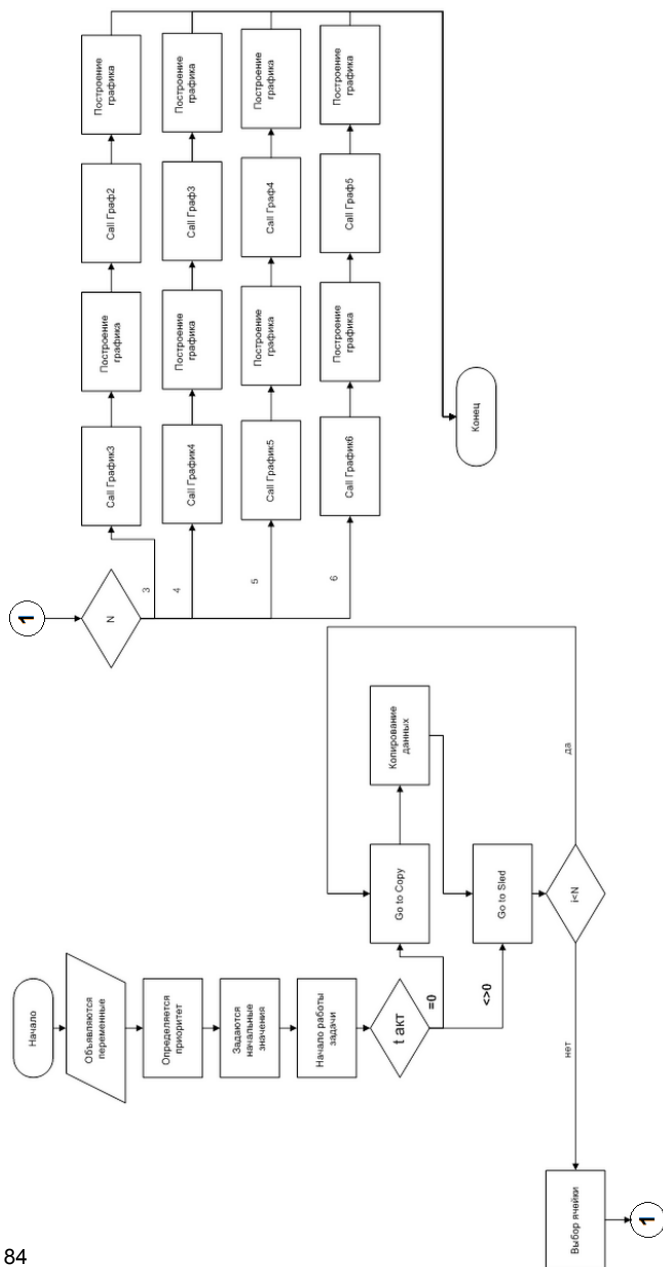 Начало
Объявляются
переменные
Определяется
приоритет
Задаются
начальные
значения
Начало работы
задачи
t акт
=0
<>0
Go to Copy
Копирование
данных
Go to Sled
i<N
да
нет
Выбор ячейки
1
1
N
3
4
5
6
Call График3
Построение
графика
Call Граф2
Построение
графика
Call График4
Построение
графика
Call Граф3
Построение
графика
Call График5
Построение
графика
Call Граф4
Построение
графика
Call График6
Построение
графика
Call Граф5
Построение
графика
Конец
84